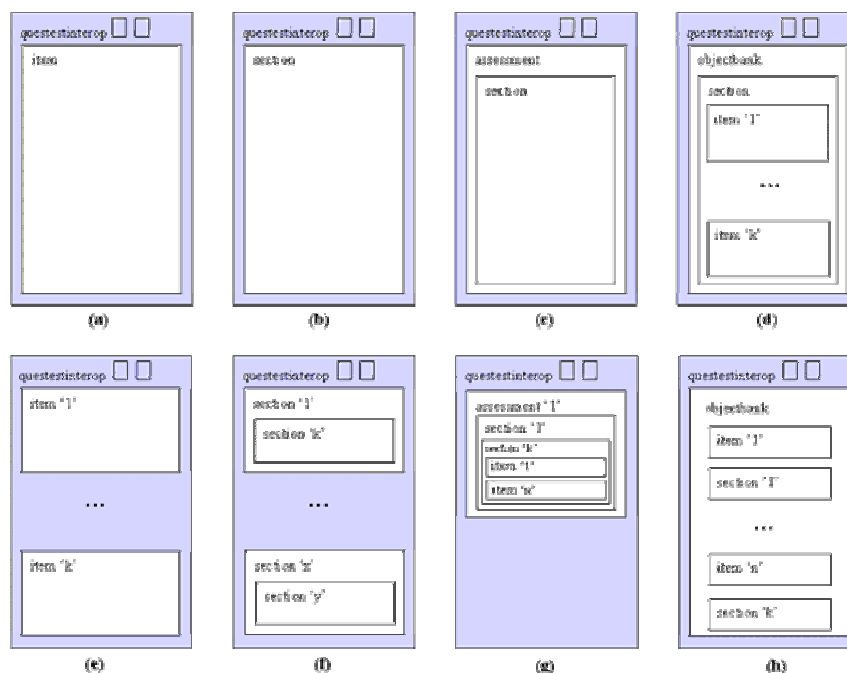 questestinterop
item
(a)
questestinterop
section
(b)
questestinterop
assessment
section
(c)
questestinterop
objectbank
section
item "1"
...
item "k"
(d)
questestinterop
item "1"
...
item "k"
(e)
questestinterop
section "1"
section "k"
...
section "x"
section "y"
(f)
questestinterop
assessment "1"
section "1"
section "k"
item "1"
item "n"
(g)
questestinterop
objectbank
item "1"
section "1"
...
item "n"
section "k"
(h)